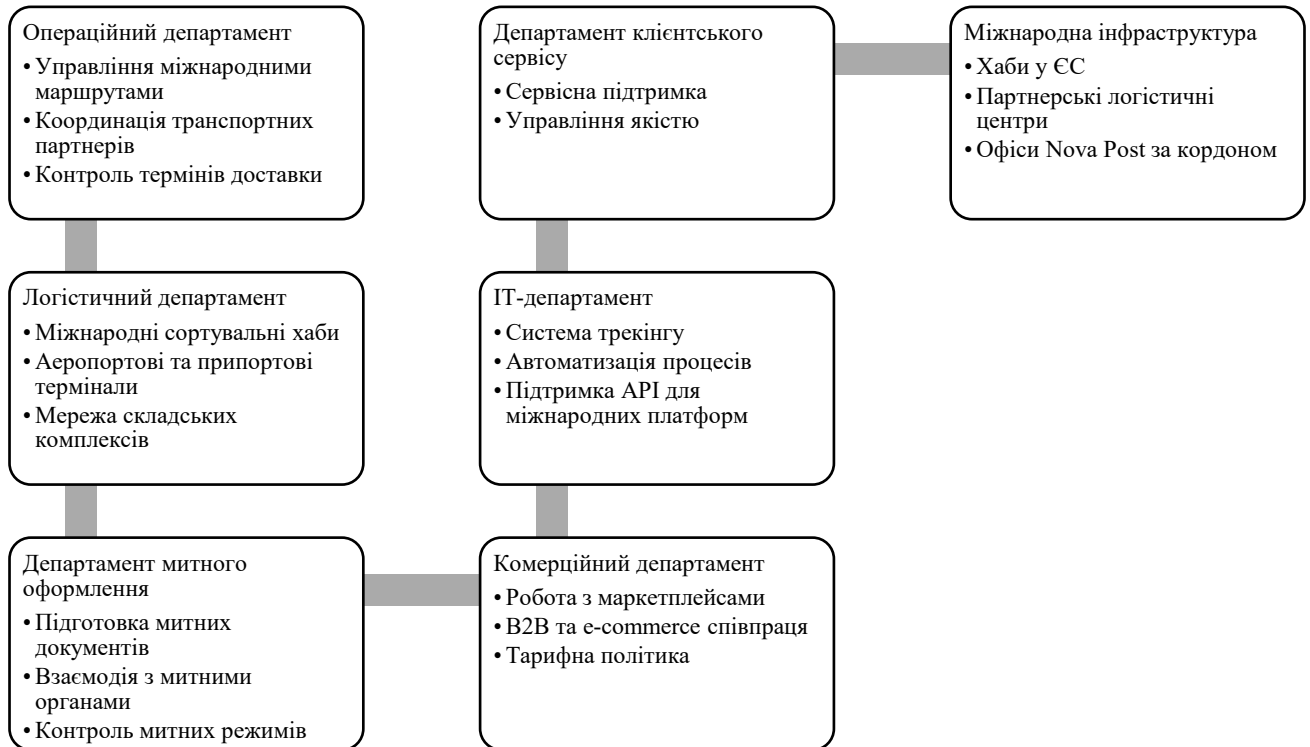 Операційний департамент
• Управління міжнародними
маршрутами
• Координація транспортних
партнерів
• Контроль термінів доставки
Логістичний департамент
• Міжнародні сортувальні хаби
• Аеропортові та припортові
термінали
• Мережа складських
комплексів
Департамент митного
оформлення
• Підготовка митних
документів
• Взаємодія з митними
органами
• Контроль митних режимів
Комерційний департамент
• Робота з маркетплейсами
• B2B та e-commerce співпраця
• Тарифна політика
ІТ-департамент
• Система трекінгу
• Автоматизація процесів
• Підтримка API для
міжнародних платформ
Департамент клієнтського
сервісу
• Сервісна підтримка
• Управління якістю
Міжнародна інфраструктура
• Хаби у ЄС
• Партнерські логістичні
центри
• Офіси Nova Post за кордоном